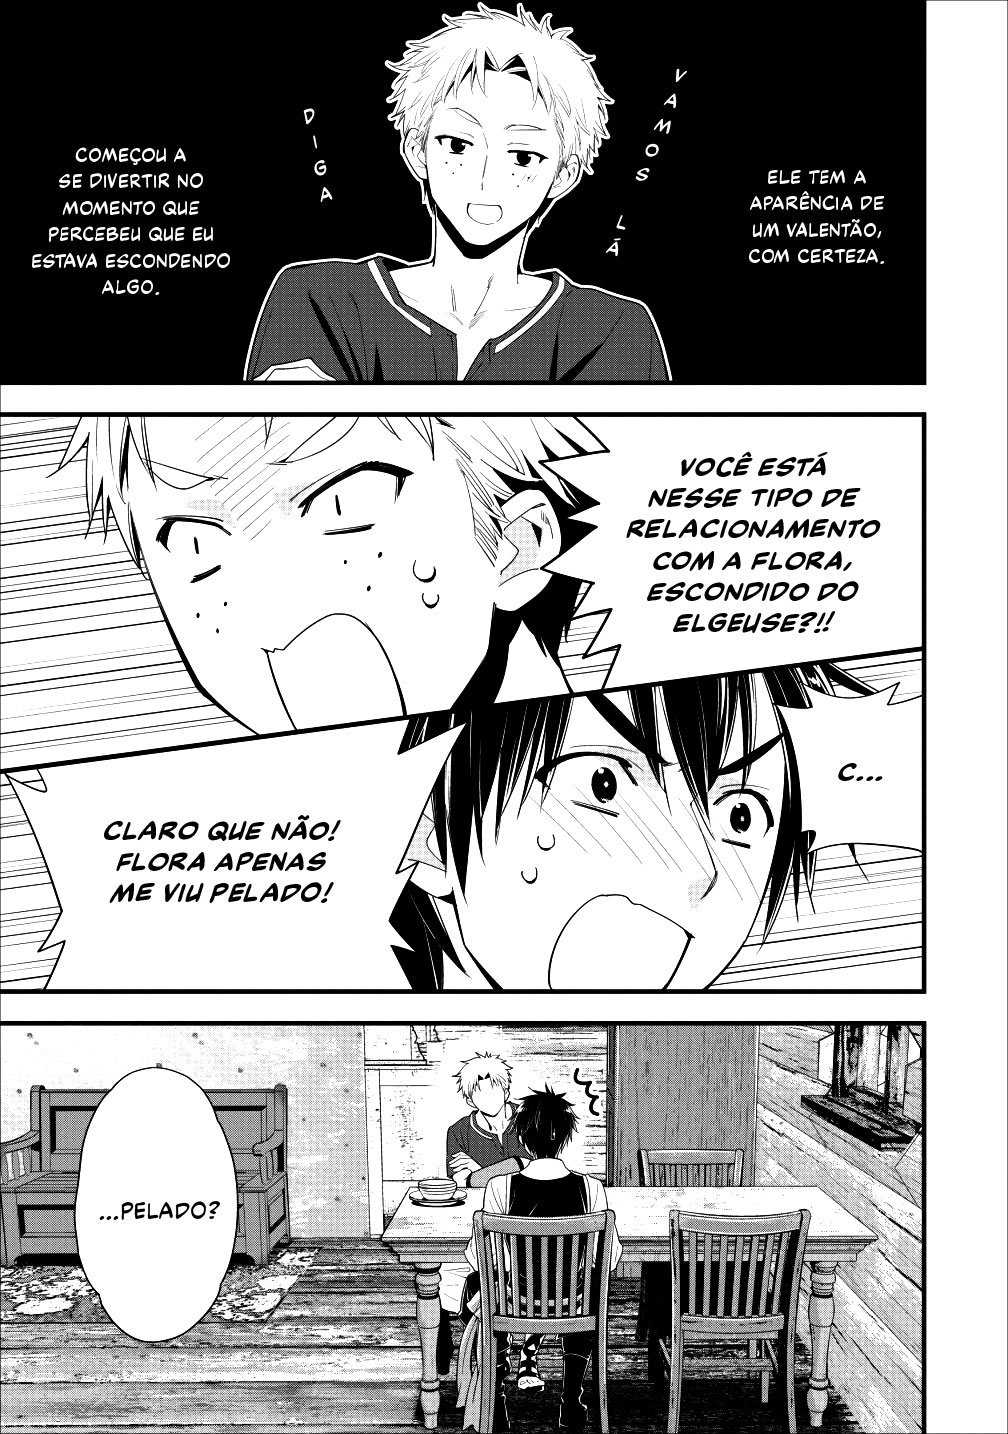 ELE TEM A
APARÊNCIA DE
UM VALENTÃO,
COM CERTEZA.
VAMOS LÁ
DIGA
COMEÇOU A
SE DIVERTIR NO
MOMENTO QUE
PERCEBEU QUE EU
ESTAVA ESCONDENDO
ALGO.
VOCÊ ESTÁ
NESSE TIPO DE
RELACIONAMENTO
COM A FLORA,
ESCONDIDO DO
ELGEUSE?!!
C...
CLARO QUE NÃO!
FLORA APENAS
ME VIU PELADO!
...PELADO?